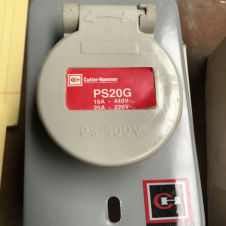 Cutler-Hammer
PS20G
16A - 440V~
20A - 220V~
PS 500V